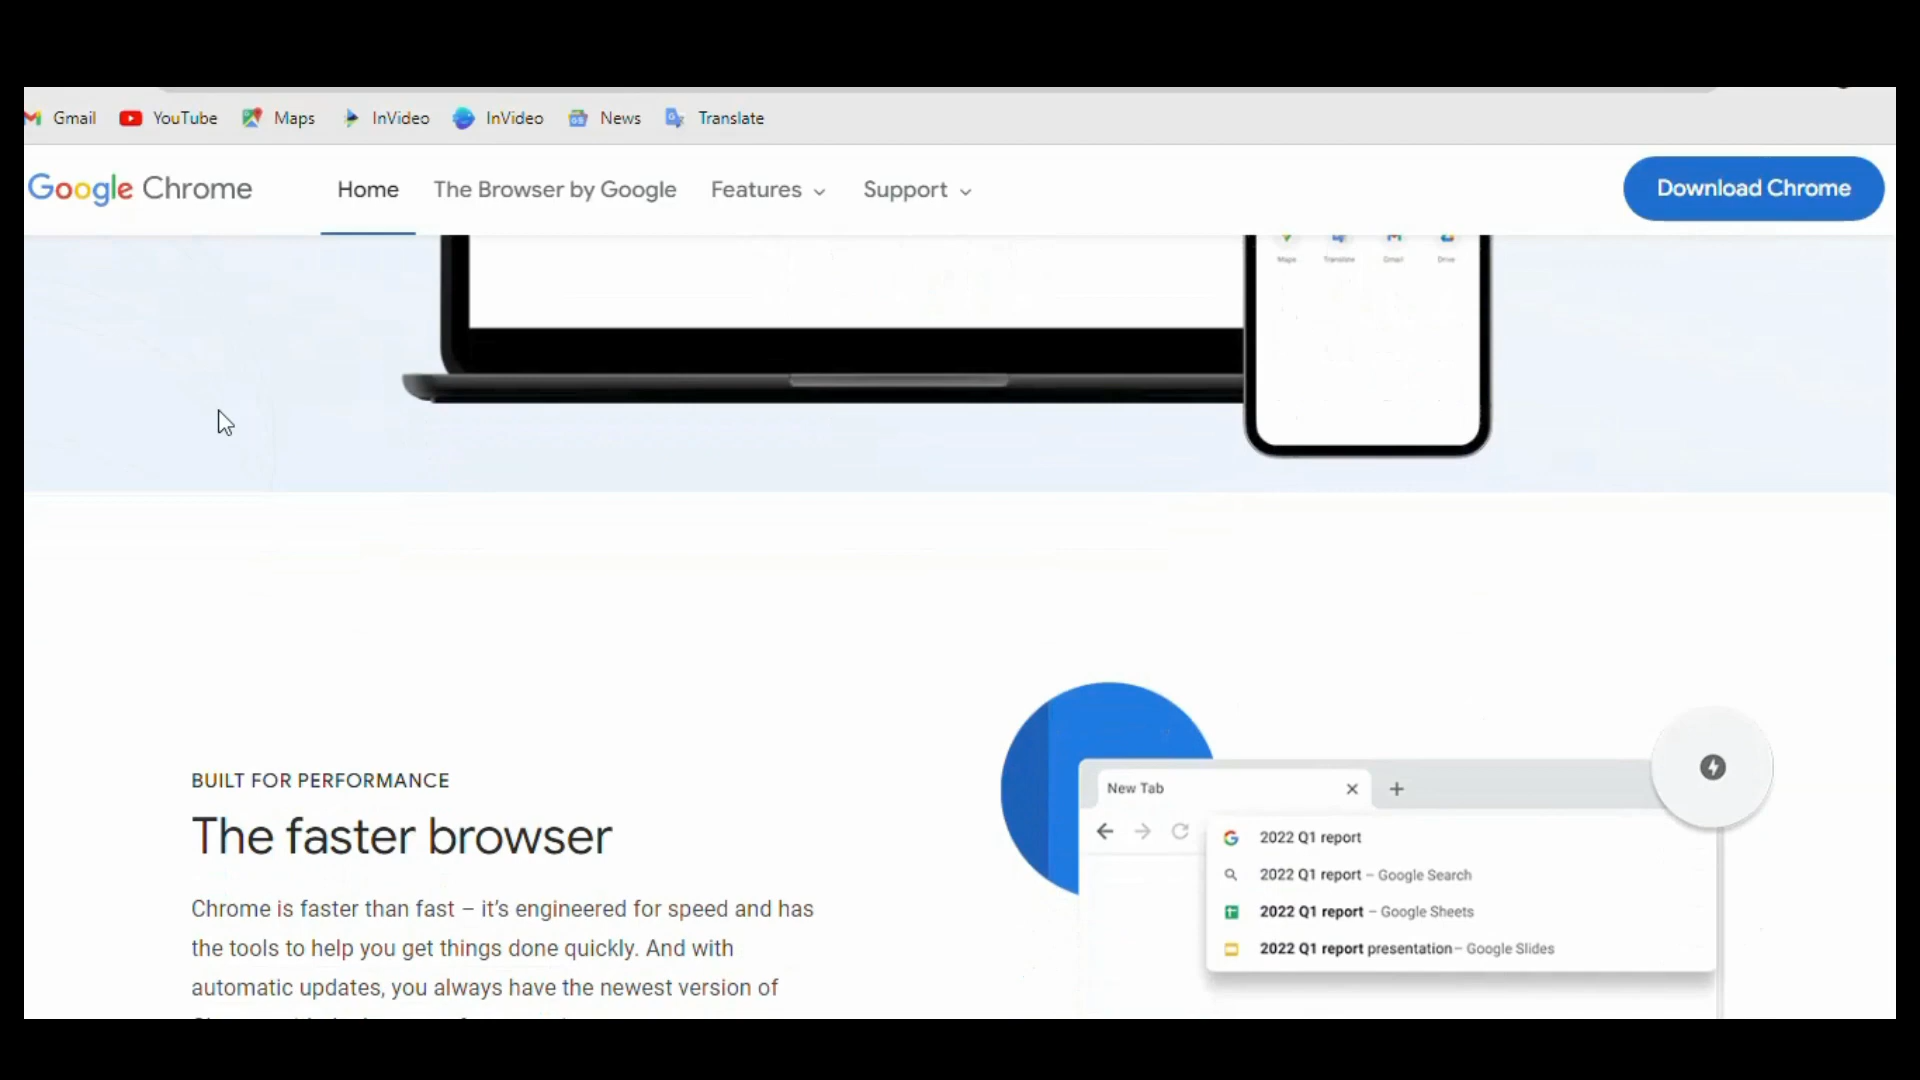 Gmail YouTube Maps InVideo InVideo News Translate
Google Chrome Home The Browser by Google Features Support Download Chrome
Maps Translate Gmail Drive
BUILT FOR PERFORMANCE
The faster browser
Chrome is faster than fast – it's engineered for speed and has
the tools to help you get things done quickly. And with
automatic updates, you always have the newest version of
New Tab
2022 Q1 report
2022 Q1 report – Google Search
2022 Q1 report – Google Sheets
2022 Q1 report presentation – Google Slides